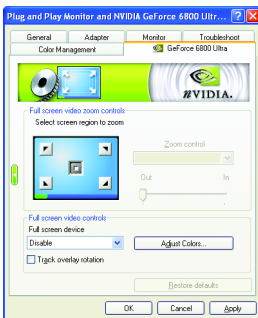 Plug and Play Monitor and NVIDIA GeForce 6800 Ultr...
General Adapter Monitor Troubleshoot
Color Management GeForce 6800 Ultra
NVIDIA.
Full screen video zoom controls
Select screen region to zoom
Zoom control
Out In
Full screen video controls
Full screen device
Disable
Adjust Colors...
Track overlay rotation
Restore defaults
OK Cancel Apply